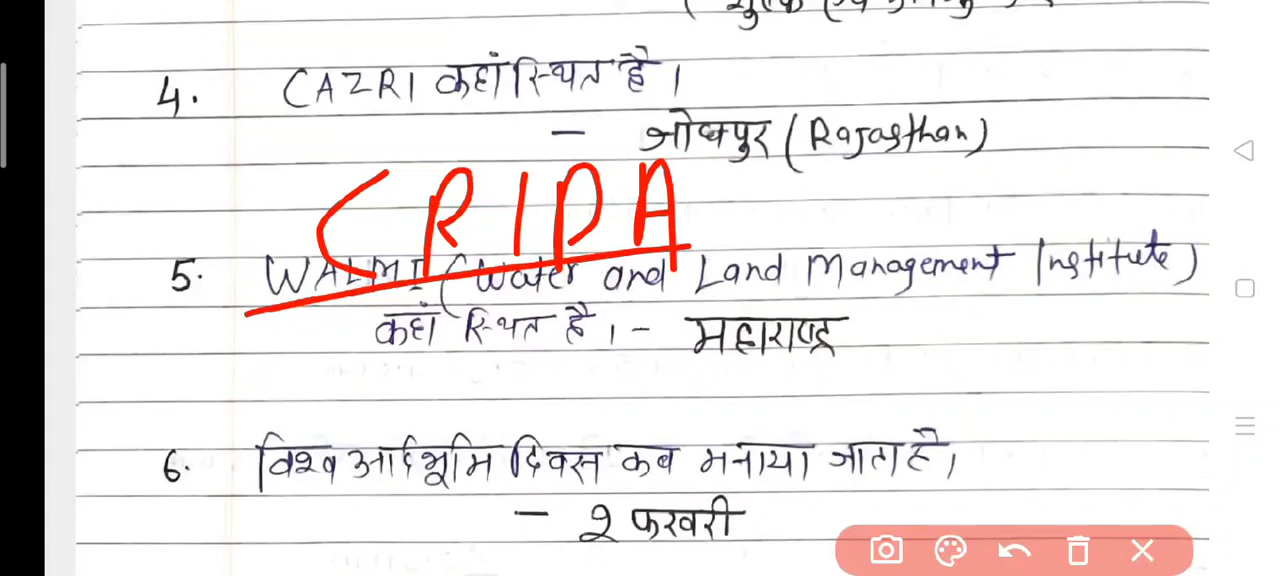 4. CAZRI कहां स्थित है।
- जोधपुर (Rajasthan)
CRIDA
5. WALMI (Water and Land Management Institute)
कहां स्थित है। - महाराष्ट्र
6. विश्व आर्द्रभूमि दिवस कब मनाया जाता है।
- 2 फरवरी